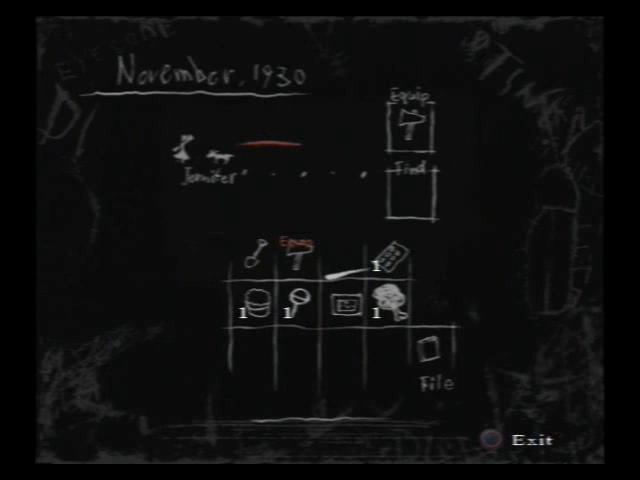 November, 1930
Equip
Jennifer
Find
Equip
1
1 1 1
File
Exit